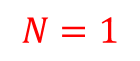 N = 1